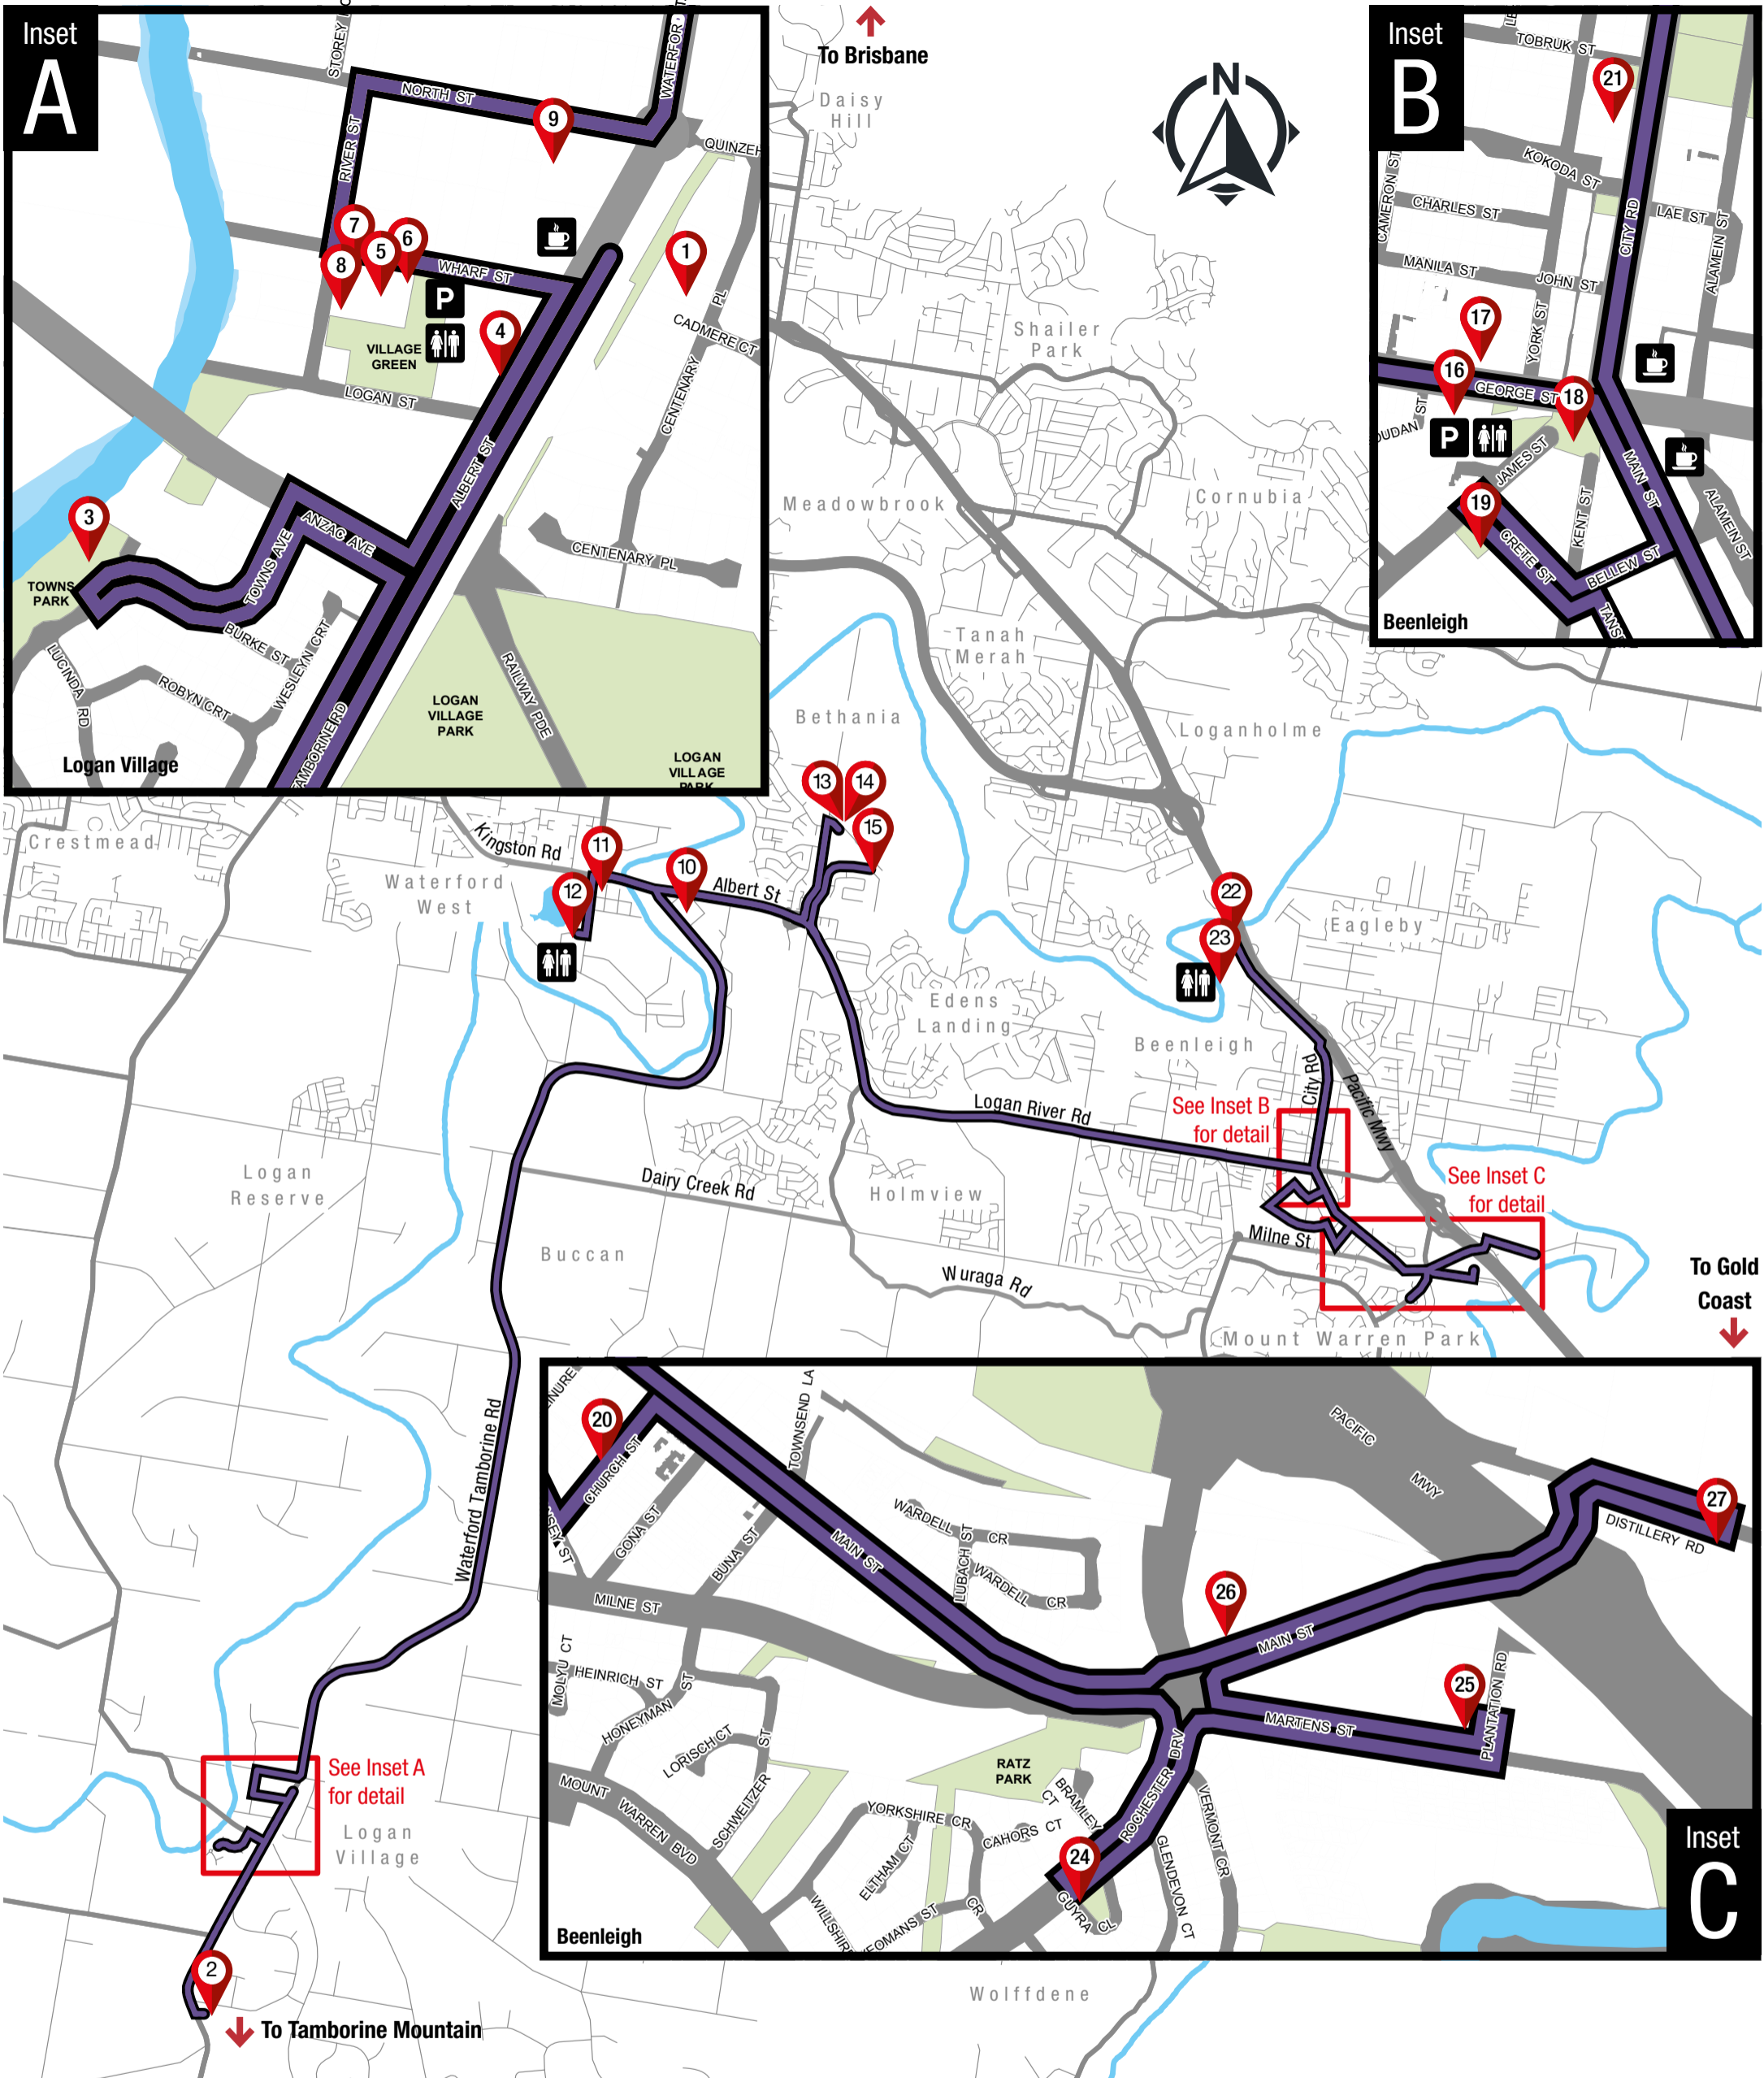 Inset
A
STOREY
NORTH ST
WATERFORD
9
QUINZEH
RIVER ST
7
6
5
8
1
WHARF ST
P
4
VILLAGE
GREEN
PL
CADMERE CT
CENTENARY
LOGAN ST
ALBERT ST
3
ANZAC AVE
TOWNS AVE
CENTENARY PL
TOWNS
PARK
BURKE ST
WESLEYN CRT
LUCINDA RD
ROBYN CRT
RAILWAY PDE
LOGAN
VILLAGE
PARK
TAMBORINE RD
Logan Village
LOGAN
VILLAGE
PARK
To Brisbane
N
Daisy
Hill
Shailer
Park
Meadowbrook
Cornubia
Tanah
Merah
Bethania
Loganholme
Inset
B
TOBRUK ST
21
KOKODA ST
CAMERON ST
CHARLES ST
CITY RD
LAE ST
ALAMEIN ST
MANILA ST
JOHN ST
17
YORK ST
16
GEORGE ST
18
P
JAMES ST
MAIN ST
19
KENT ST
ALAMEIN ST
CRETE ST
BELLEW ST
Beenleigh
Crestmead
Kingston Rd
11
12
10
13
14
15
Waterford
West
Albert St
22
23
Eagleby
Edens
Landing
Beenleigh
City Rd
Pacific Mwy
Logan River Rd
See Inset B
for detail
Logan
Reserve
Dairy Creek Rd
Holmview
See Inset C
for detail
Buccan
Milne St
Wuraga Rd
To Gold
Coast
Mount Warren Park
Waterford Tamborine Rd
20
CHURCH ST
TOWNSEND LA
GONA ST
BUNA ST
MAIN ST
WARDELL CR
LUBACH ST
WARDELL CR
PACIFIC
MWY
27
DISTILLERY RD
MILNE ST
26
MAIN ST
MOLYU CT
HEINRICH ST
HONEYMAN ST
LORISCH CT
SCHWEITZER ST
25
MARTENS ST
PLANTATION RD
RATZ
PARK
ROCHESTER DRV
BRAMLEY CT
VERMONT CR
MOUNT WARREN BVD
YORKSHIRE CR
CAHORS CT
ELTHAM CT
24
GLENDEVON CT
GUYRA CL
CR
Beenleigh
Inset
C
See Inset A
for detail
Logan
Village
2
To Tamborine Mountain
Wolffdene